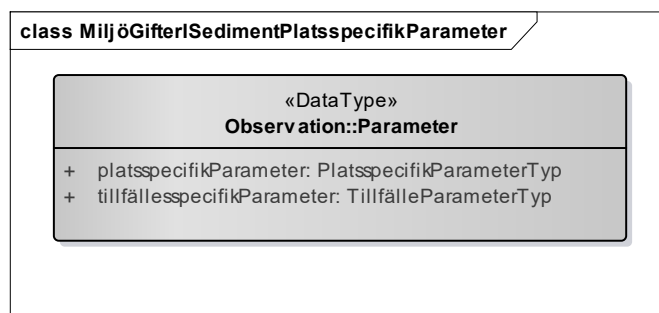 class MiljöGifterISedimentPlatsspecifikParameter
«DataType»
Observation::Parameter
+ platsspecifikParameter: PlatsspecifikParameterTyp
+ tillfällesspecifikParameter: TillfälleParameterTyp